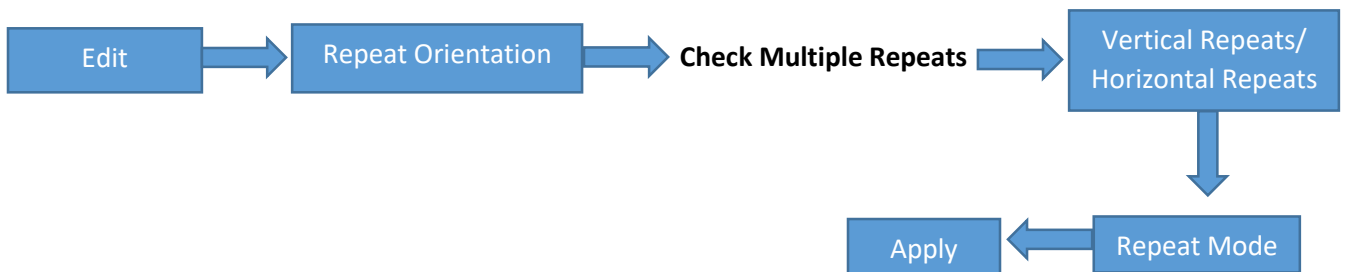 Edit
Repeat Orientation
Check Multiple Repeats
Vertical Repeats/
Horizontal Repeats
Repeat Mode
Apply